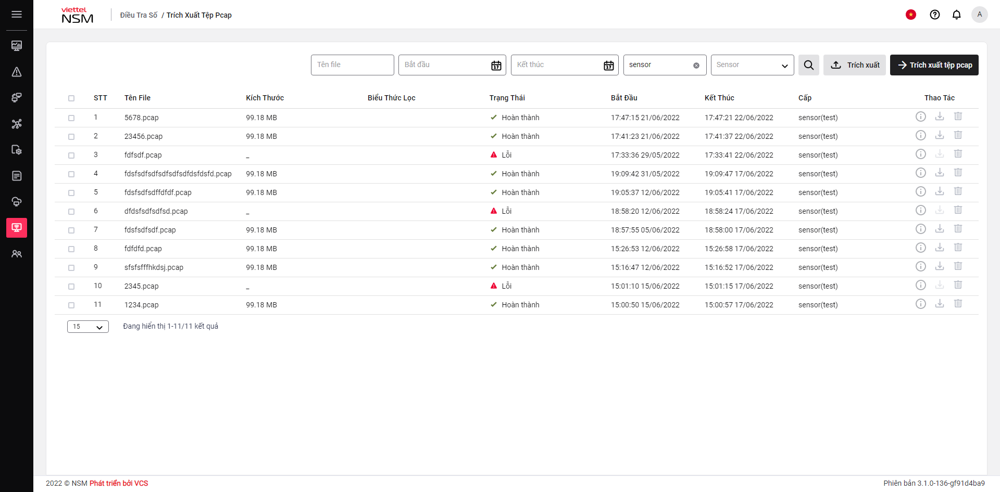 viettel
NSM
Điều Tra Số / Trích Xuất Tệp Pcap
A
Tên file
Bắt đầu
17
Kết thúc
17
sensor
Sensor
Trích xuất
Trích xuất tệp pcap
STT Tên File Kích Thước Biểu Thức Lọc Trạng Thái Bắt Đầu Kết Thúc Cấp Thao Tác
1 5678.pcap 99.18 MB Hoàn thành 17:47:15 21/06/2022 17:47:21 22/06/2022 sensor(test)
2 23456.pcap 99.18 MB Hoàn thành 17:41:23 21/06/2022 17:41:37 22/06/2022 sensor(test)
3 fdfsdf.pcap _ Lỗi 17:33:36 29/05/2022 17:33:41 22/06/2022 sensor(test)
4 fdsfsdfsdfsdfsdfsdfdsfdsfd.pcap 99.18 MB Hoàn thành 19:09:42 31/05/2022 19:09:47 17/06/2022 sensor(test)
5 fdsfsdfsdffdfdf.pcap 99.18 MB Hoàn thành 19:05:37 12/06/2022 19:05:41 17/06/2022 sensor(test)
6 dfdsfsdfsdfsd.pcap _ Lỗi 18:58:20 12/06/2022 18:58:24 17/06/2022 sensor(test)
7 fdsfsdfsdf.pcap 99.18 MB Hoàn thành 18:57:55 05/06/2022 18:58:00 17/06/2022 sensor(test)
8 fdfdfd.pcap 99.18 MB Hoàn thành 15:26:53 12/06/2022 15:26:58 17/06/2022 sensor(test)
9 sfsfsfffhkdsj.pcap 99.18 MB Hoàn thành 15:16:47 12/06/2022 15:16:52 17/06/2022 sensor(test)
10 2345.pcap _ Lỗi 15:01:10 15/06/2022 15:01:15 17/06/2022 sensor(test)
11 1234.pcap 99.18 MB Hoàn thành 15:00:50 15/06/2022 15:00:57 17/06/2022 sensor(test)
15 Đang hiển thị 1-11/11 kết quả
2022 © NSM Phát triển bởi VCS
Phiên bản 3.1.0-136-gf91d4ba9